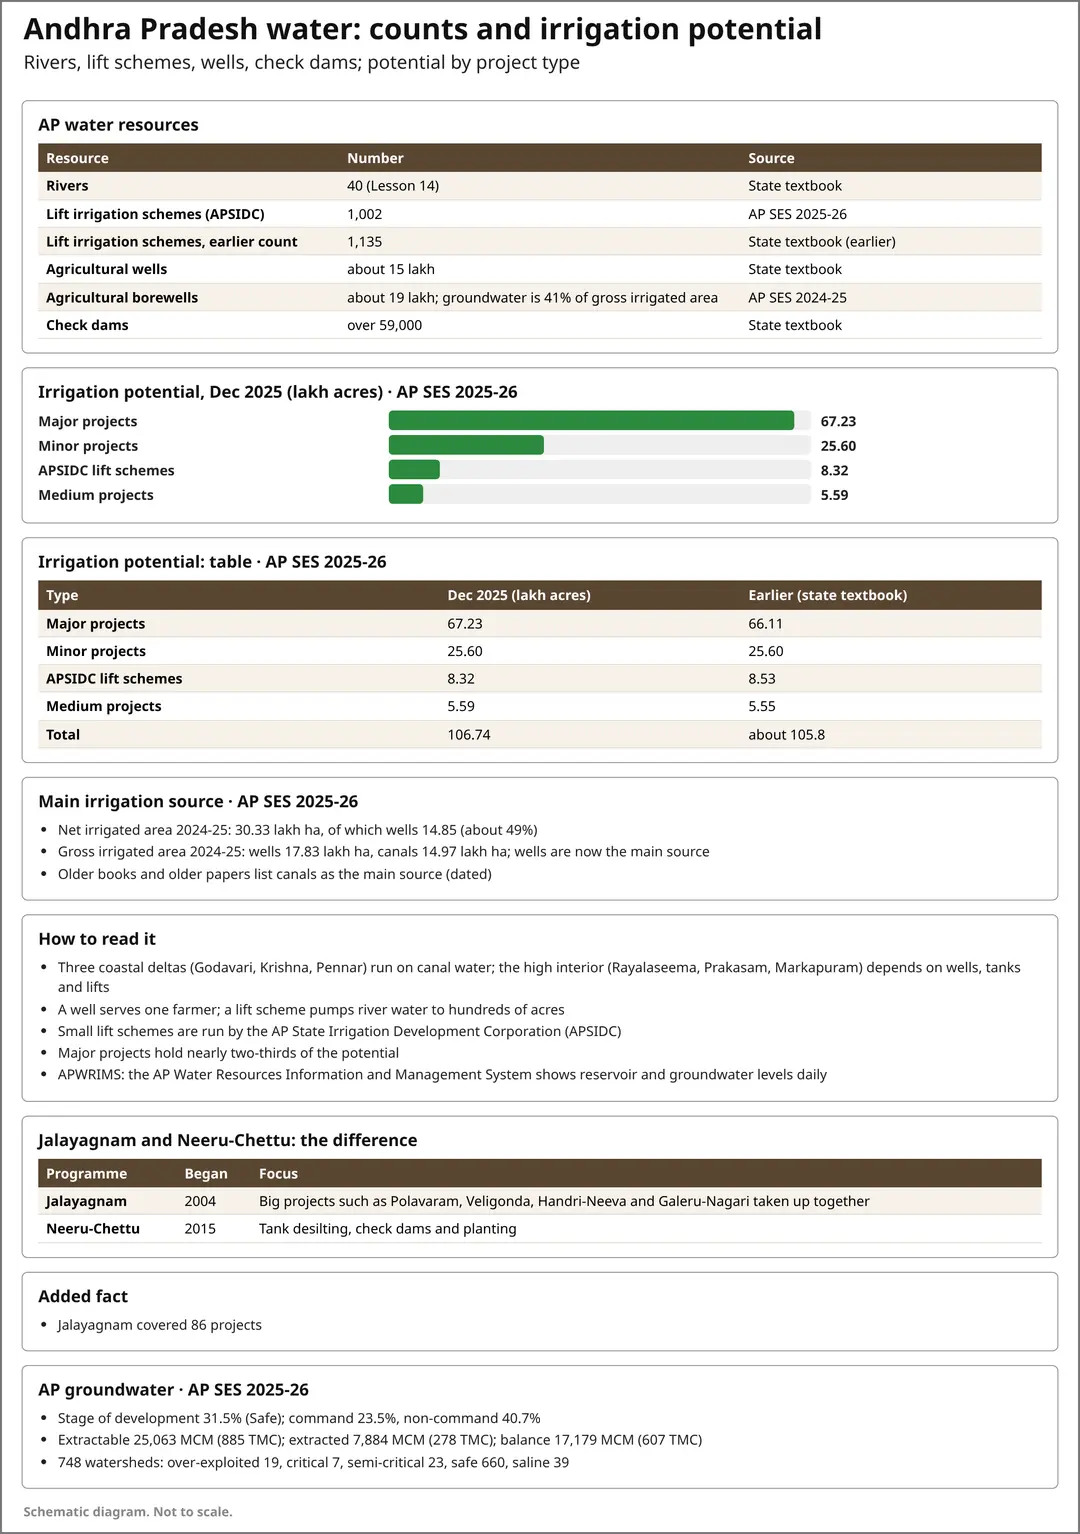 Andhra Pradesh water: counts and irrigation potential
Rivers, lift schemes, wells, check dams; potential by project type
AP water resources
Resource Number Source
Rivers 40 (Lesson 14) State textbook
Lift irrigation schemes (APSIDC) 1,002 AP SES 2025-26
Lift irrigation schemes, earlier count 1,135 State textbook (earlier)
Agricultural wells about 15 lakh State textbook
Agricultural borewells about 19 lakh; groundwater is 41% of gross irrigated area AP SES 2024-25
Check dams over 59,000 State textbook
Irrigation potential, Dec 2025 (lakh acres) · AP SES 2025-26
Major projects 67.23
Minor projects 25.60
APSIDC lift schemes 8.32
Medium projects 5.59
Irrigation potential: table · AP SES 2025-26
Type Dec 2025 (lakh acres) Earlier (state textbook)
Major projects 67.23 66.11
Minor projects 25.60 25.60
APSIDC lift schemes 8.32 8.53
Medium projects 5.59 5.55
Total 106.74 about 105.8
Main irrigation source · AP SES 2025-26
• Net irrigated area 2024-25: 30.33 lakh ha, of which wells 14.85 (about 49%)
• Gross irrigated area 2024-25: wells 17.83 lakh ha, canals 14.97 lakh ha; wells are now the main source
• Older books and older papers list canals as the main source (dated)
How to read it
• Three coastal deltas (Godavari, Krishna, Pennar) run on canal water; the high interior (Rayalaseema, Prakasam, Markapuram) depends on wells, tanks
and lifts
• A well serves one farmer; a lift scheme pumps river water to hundreds of acres
• Small lift schemes are run by the AP State Irrigation Development Corporation (APSIDC)
• Major projects hold nearly two-thirds of the potential
• APWRIMS: the AP Water Resources Information and Management System shows reservoir and groundwater levels daily
Jalayagnam and Neeru-Chettu: the difference
Programme Began Focus
Jalayagnam 2004 Big projects such as Polavaram, Veligonda, Handri-Neeva and Galeru-Nagari taken up together
Neeru-Chettu 2015 Tank desilting, check dams and planting
Added fact
• Jalayagnam covered 86 projects
AP groundwater · AP SES 2025-26
• Stage of development 31.5% (Safe); command 23.5%, non-command 40.7%
• Extractable 25,063 MCM (885 TMC); extracted 7,884 MCM (278 TMC); balance 17,179 MCM (607 TMC)
• 748 watersheds: over-exploited 19, critical 7, semi-critical 23, safe 660, saline 39
Schematic diagram. Not to scale.